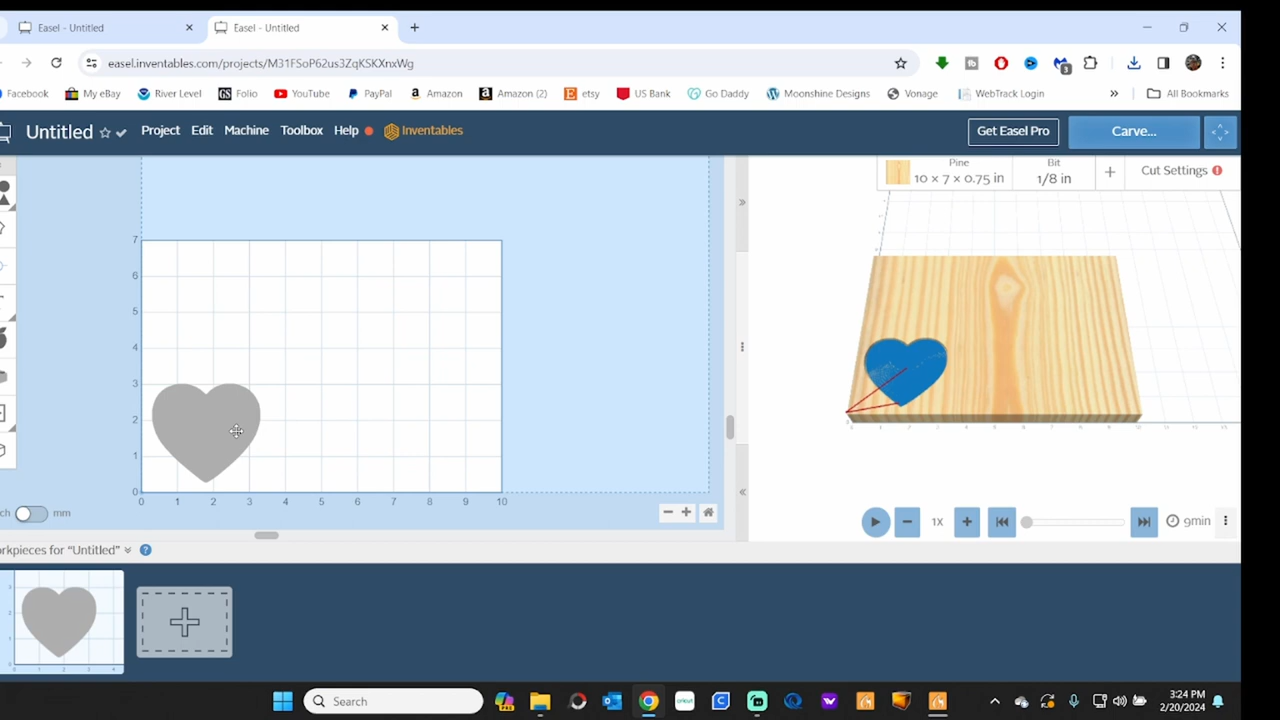 Easel - Untitled
Easel - Untitled
easel.inventables.com/projects/M31FSoP62us3ZqKSKXnxWg
Facebook My eBay River Level Folio YouTube PayPal Amazon Amazon (2) etsy US Bank Go Daddy Moonshine Designs Vonage WebTrack Login » All Bookmarks
Untitled Project Edit Machine Toolbox Help Inventables Get Easel Pro Carve...
Pine
10 × 7 × 0.75 in
Bit
1/8 in
+
Cut Settings
7
6
5
4
3
2
1
0
0 1 2 3 4 5 6 7 8 9 10
mm
1X
9min
rkpieces for "Untitled"
?
Search
3:24 PM
2/20/2024